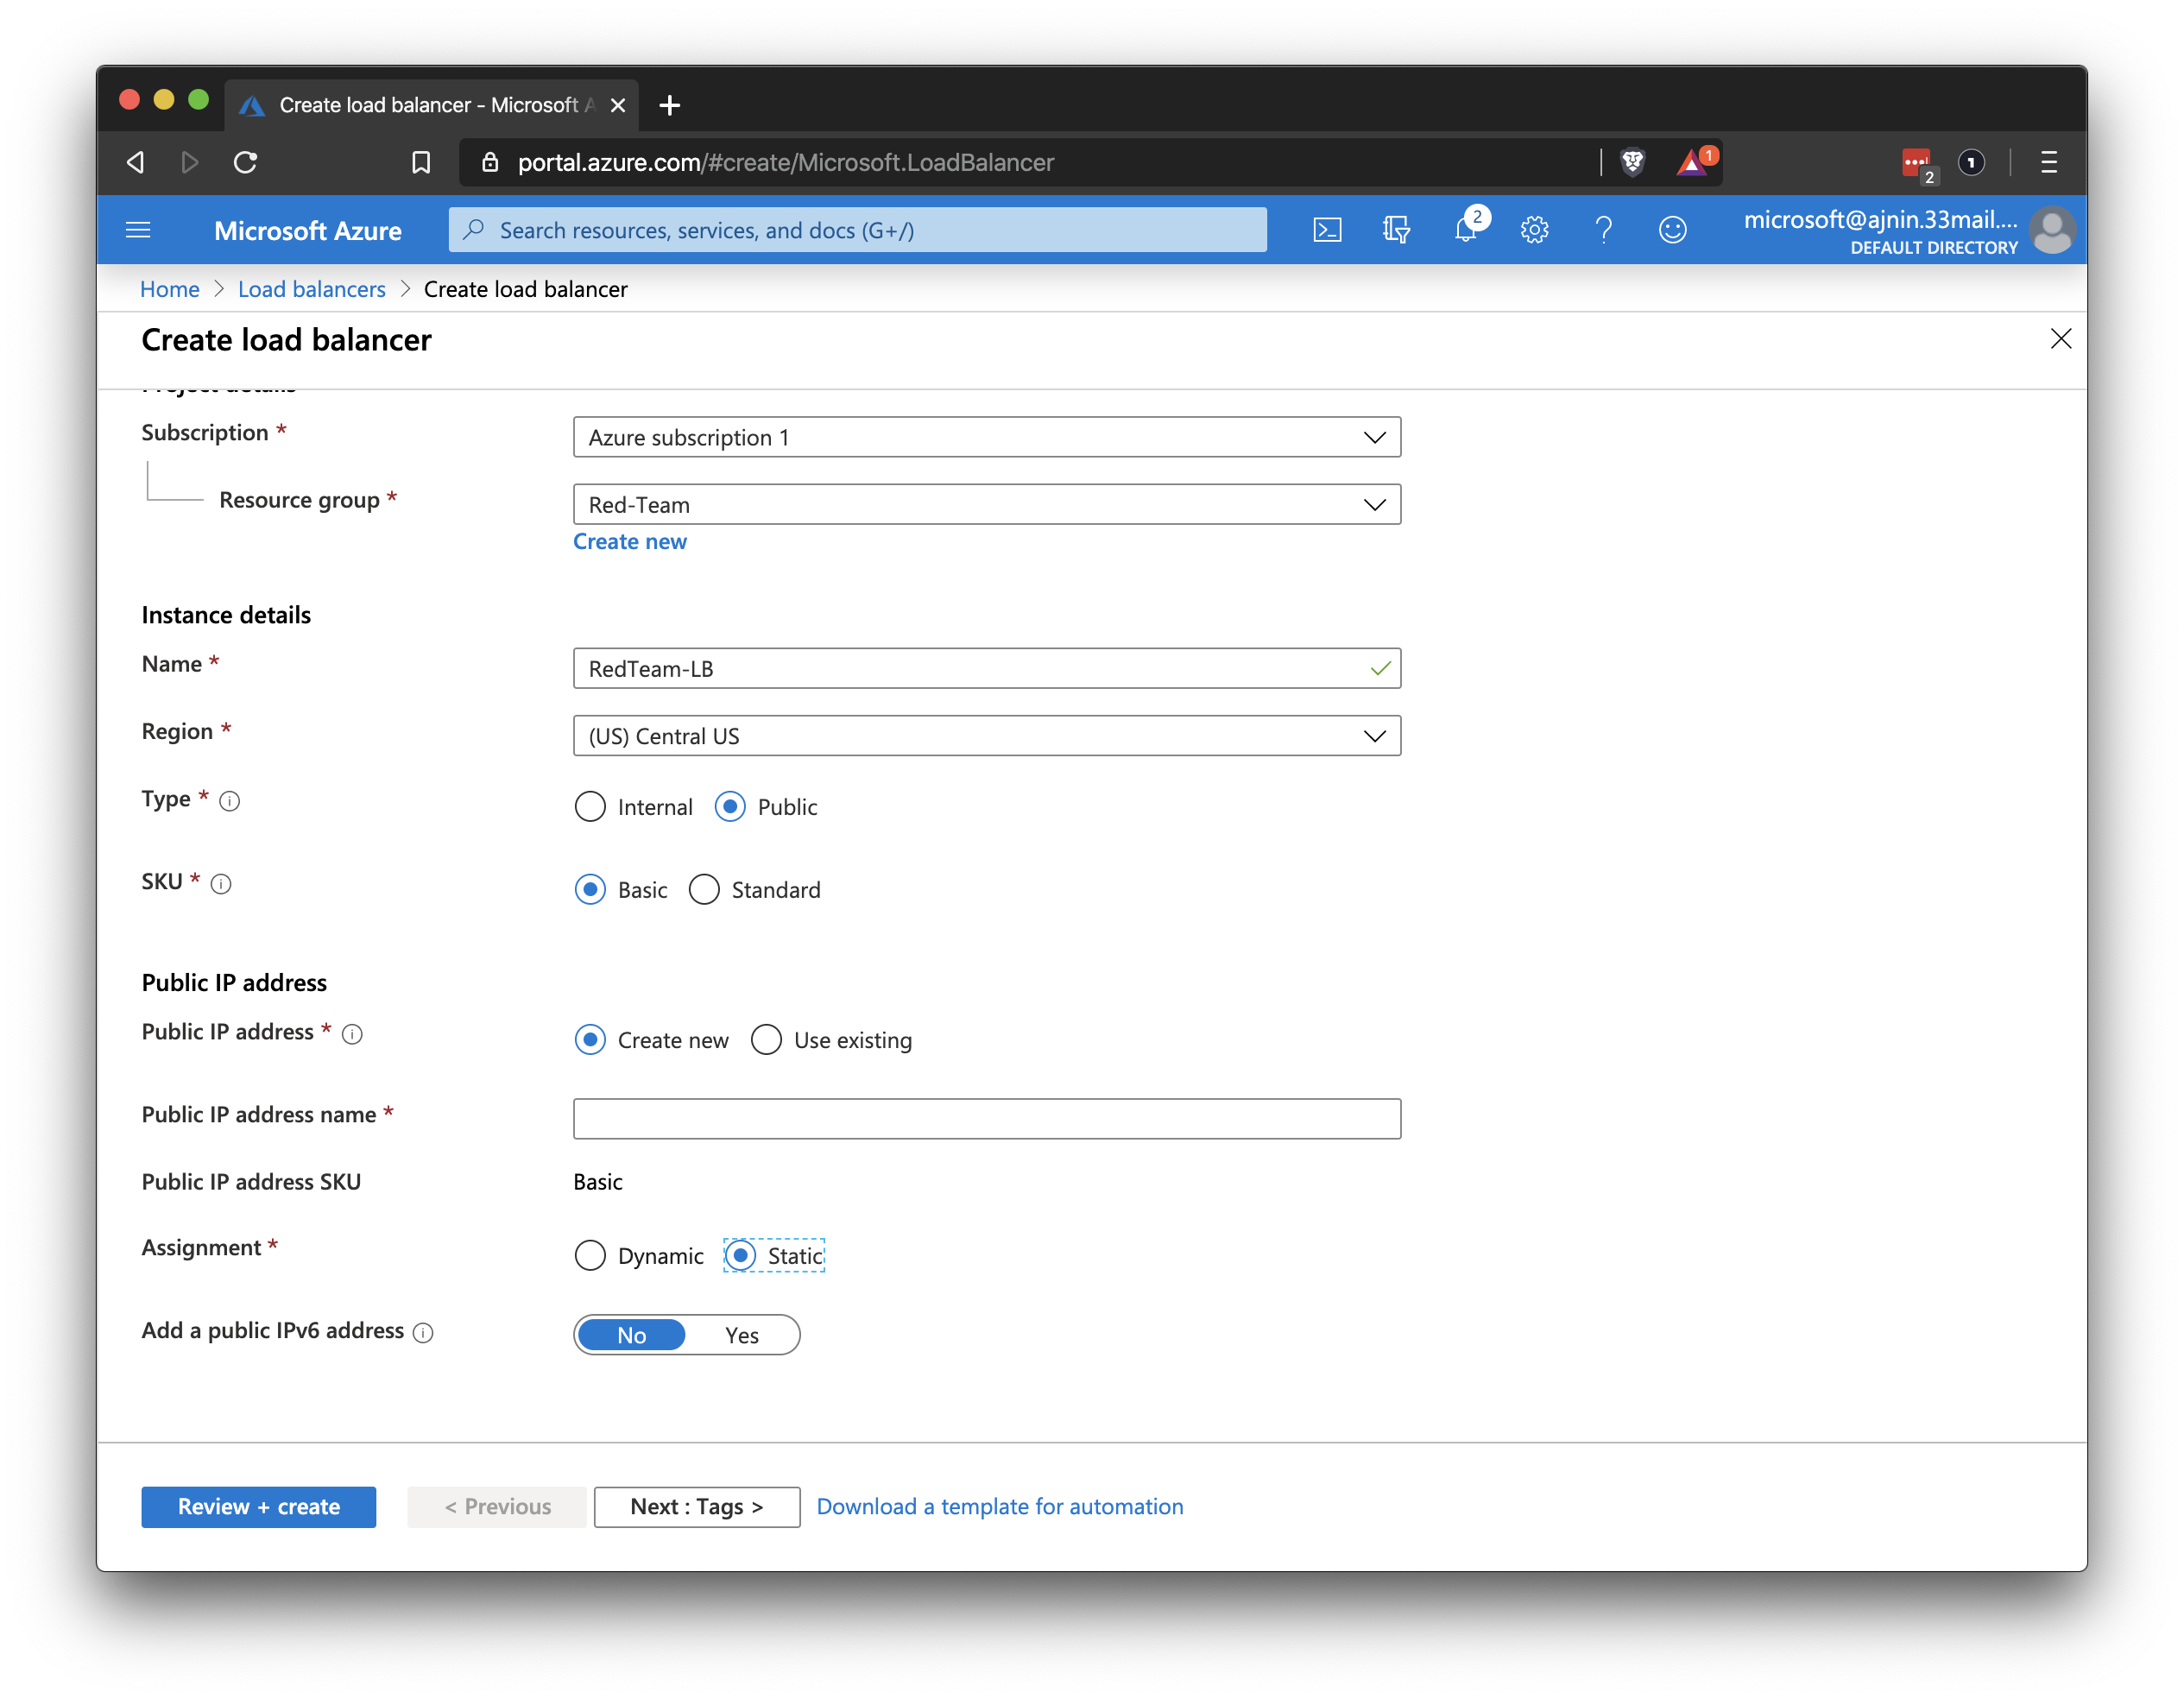 Create load balancer - Microsoft A
portal.azure.com/#create/Microsoft.LoadBalancer
1
2
1
Microsoft Azure
Search resources, services, and docs (G+/)
2
microsoft@ajnin.33mail....
DEFAULT DIRECTORY
Home > Load balancers > Create load balancer
Create load balancer
Project details
Subscription *
Azure subscription 1
Resource group *
Red-Team
Create new
Instance details
Name *
RedTeam-LB
Region *
(US) Central US
Type *
Internal Public
SKU *
Basic Standard
Public IP address
Public IP address *
Create new Use existing
Public IP address name *
Public IP address SKU
Basic
Assignment *
Dynamic Static
Add a public IPv6 address
No Yes
Review + create
< Previous
Next : Tags >
Download a template for automation